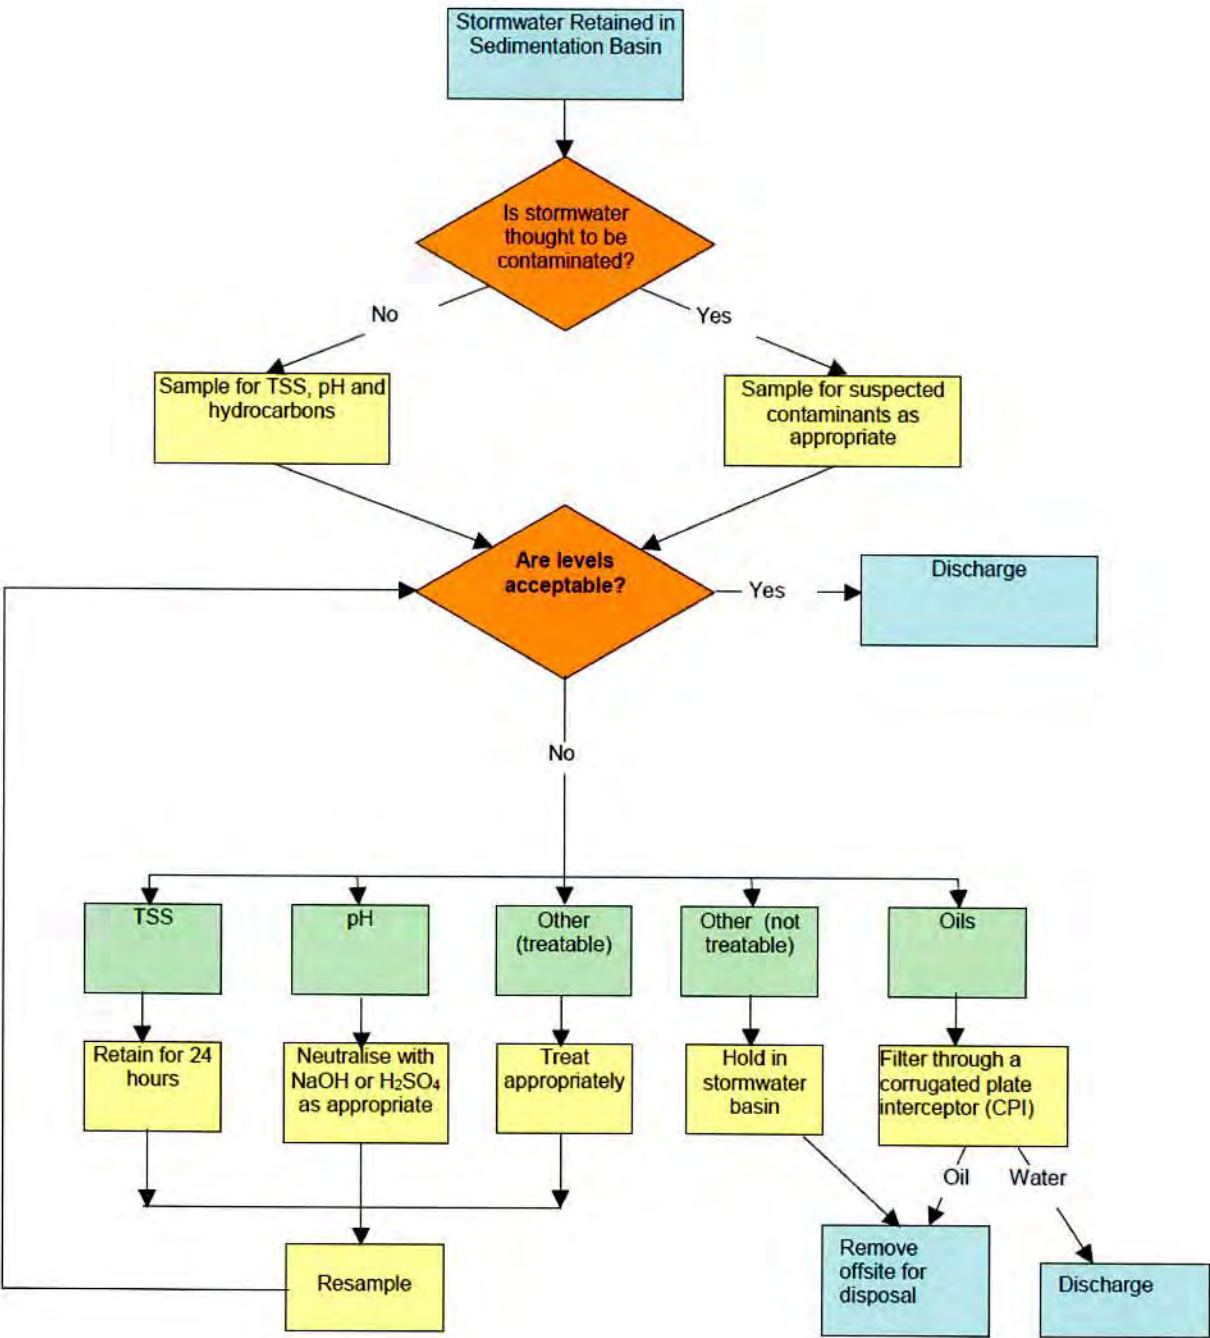 Stormwater Retained in
Sedimentation Basin
Is stormwater
thought to be
contaminated?
No
Yes
Sample for TSS, pH and
hydrocarbons
Sample for suspected
contaminants as
appropriate
Are levels
acceptable?
Yes
Discharge
No
TSS
pH
Other
(treatable)
Other (not
treatable)
Oils
Retain for 24
hours
Neutralise with
NaOH or H₂SO₄
as appropriate
Treat
appropriately
Hold in
stormwater
basin
Filter through a
corrugated plate
interceptor (CPI)
Oil
Water
Resample
Remove
offsite for
disposal
Discharge